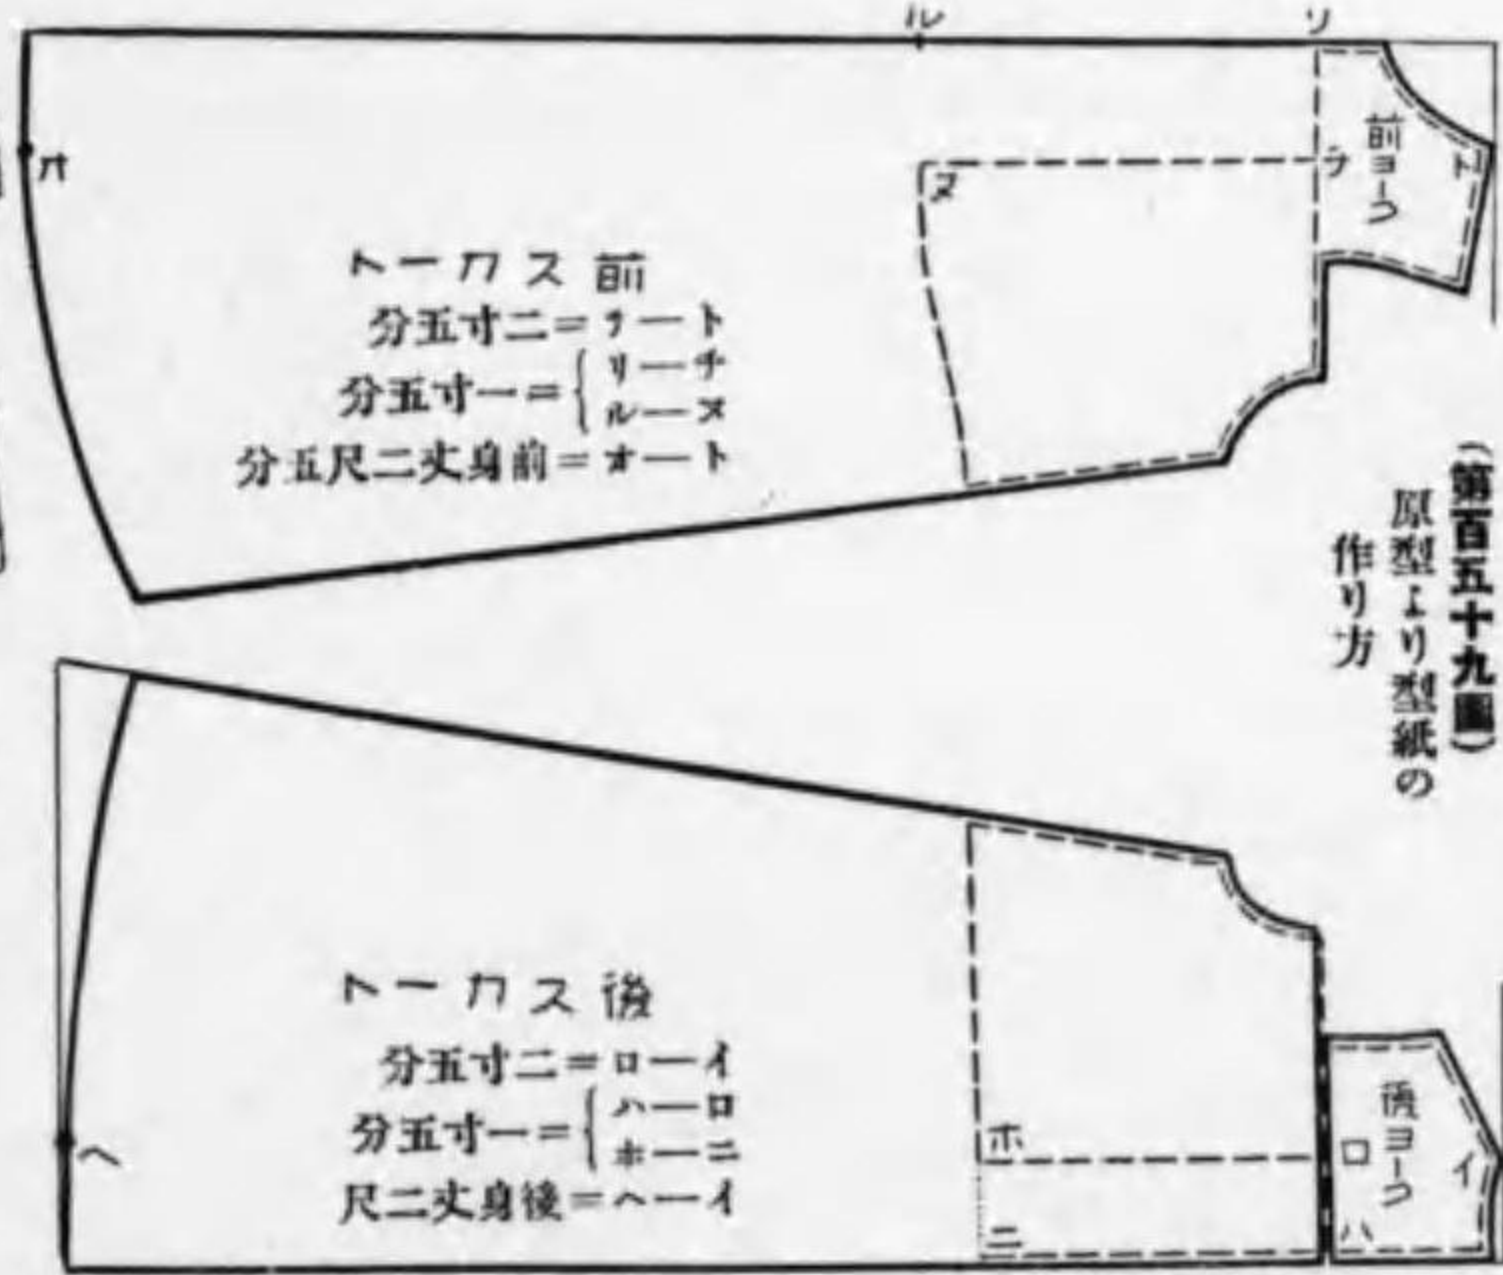 (第百五十九圖)
原型より型紙の
作り方
ル
リ
オ
ヌ
チ
前ヨーク
ト
前スカート
ト—チ=二寸五分
チ—リ
ヌ—ル}=一寸五分
ト—オ=前身丈二尺五分
後スカート
イ—ロ=二寸五分
ロ—ハ
ニ—ホ}=一寸五分
イ—ヘ=後身丈二尺
ヘ
ホ
ニ
ロ
ハ
後ヨーク
イ